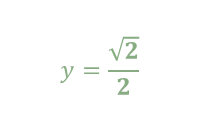 y = √2/2